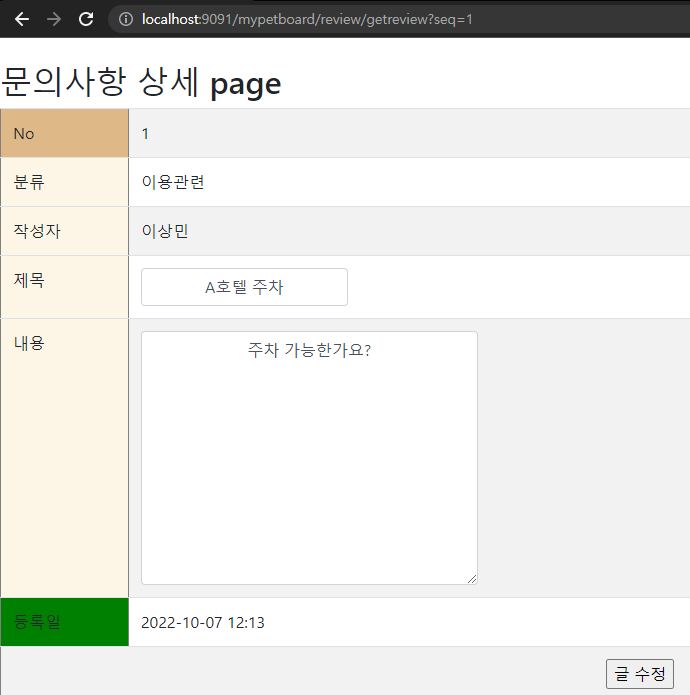 localhost:9091/mypetboard/review/getreview?seq=1
문의사항 상세 page
No 1
분류 이용관련
작성자 이상민
제목 A호텔 주차
내용 주차 가능한가요?
등록일 2022-10-07 12:13
글 수정